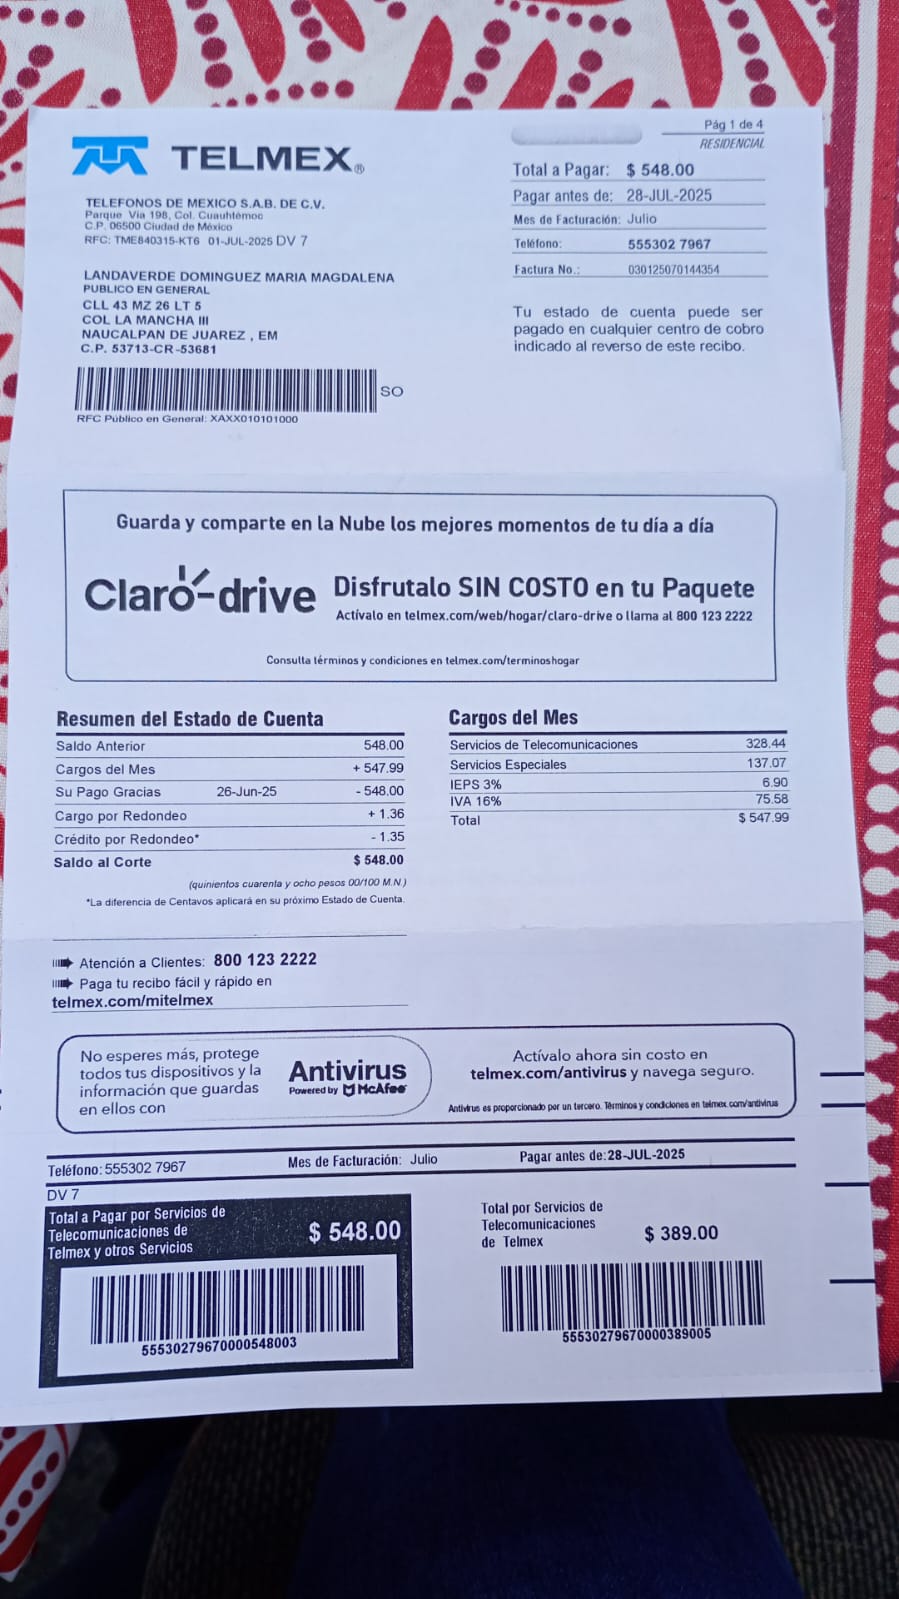 Pág 1 de 4
RESIDENCIAL
TELMEX®
Total a Pagar: $ 548.00
Pagar antes de: 28-JUL-2025
Mes de Facturación: Julio
Teléfono: 555302 7967
Factura No.: 030125070144354
TELEFONOS DE MEXICO S.A.B. DE C.V.
Parque Via 198, Col. Cuauhtémoc
C.P. 06500 Ciudad de México
RFC: TME840315-KT6 01-JUL-2025 DV 7
LANDAVERDE DOMINGUEZ MARIA MAGDALENA
PUBLICO EN GENERAL
CLL 43 MZ 26 LT 5
COL LA MANCHA III
NAUCALPAN DE JUAREZ , EM
C.P. 53713-CR-53681
Tu estado de cuenta puede ser
pagado en cualquier centro de cobro
indicado al reverso de este recibo.
SO
RFC Público en General: XAXX010101000
Guarda y comparte en la Nube los mejores momentos de tu día a día
Claro-drive Disfrutalo SIN COSTO en tu Paquete
Actívalo en telmex.com/web/hogar/claro-drive o llama al 800 123 2222
Consulta términos y condiciones en telmex.com/terminoshogar
Resumen del Estado de Cuenta
Saldo Anterior 548.00
Cargos del Mes + 547.99
Su Pago Gracias 26-Jun-25 - 548.00
Cargo por Redondeo + 1.36
Crédito por Redondeo* - 1.35
Saldo al Corte $ 548.00
(quinientos cuarenta y ocho pesos 00/100 M.N.)
*La diferencia de Centavos aplicará en su próximo Estado de Cuenta.
Cargos del Mes
Servicios de Telecomunicaciones 328.44
Servicios Especiales 137.07
IEPS 3% 6.90
IVA 16% 75.58
Total $ 547.99
Atención a Clientes: 800 123 2222
Paga tu recibo fácil y rápido en
telmex.com/mitelmex
No esperes más, protege
todos tus dispositivos y la
información que guardas
en ellos con
Antivirus
Powered by McAfee
Actívalo ahora sin costo en
telmex.com/antivirus y navega seguro.
Antivirus es proporcionado por un tercero. Términos y condiciones en telmex.com/antivirus
Teléfono: 555302 7967 Mes de Facturación: Julio Pagar antes de:28-JUL-2025
DV 7
Total a Pagar por Servicios de
Telecomunicaciones de
Telmex y otros Servicios
$ 548.00
55530279670000548003
Total por Servicios de
Telecomunicaciones
de Telmex
$ 389.00
55530279670000389005